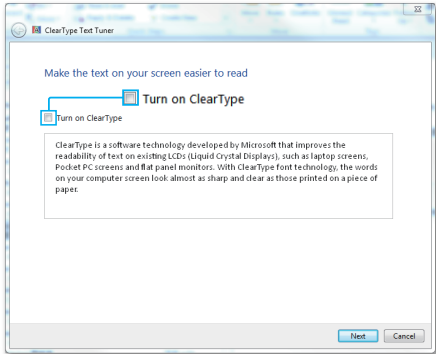 ClearType Text Tuner
Make the text on your screen easier to read
Turn on ClearType
Turn on ClearType
ClearType is a software technology developed by Microsoft that improves the
readability of text on existing LCDs (Liquid Crystal Displays), such as laptop screens,
Pocket PC screens and flat panel monitors. With ClearType font technology, the words
on your computer screen look almost as sharp and clear as those printed on a piece of
paper.
Next Cancel